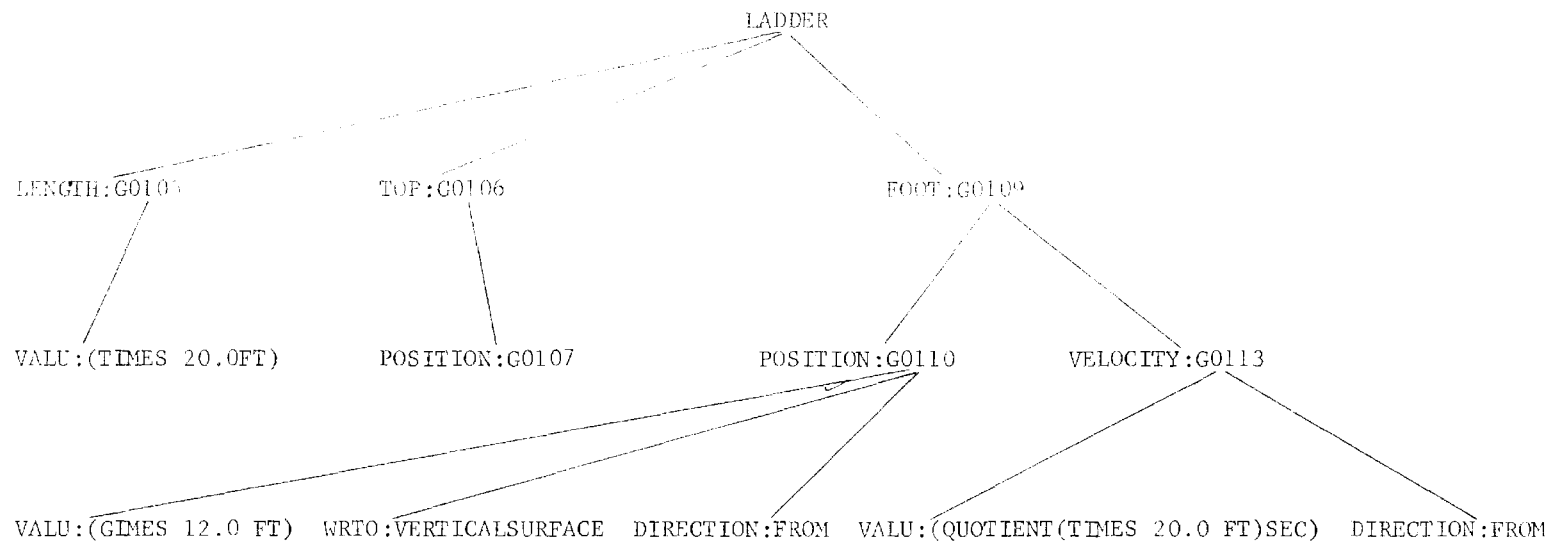 LADDER
LENGTH:G0103 TOP:G0106 FOOT:G0109
VALU:(TIMES 20.0FT) POSITION:G0107 POSITION:G0110 VELOCITY:G0113
VALU:(GIMES 12.0 FT) WRTO:VERTICALSURFACE DIRECTION:FROM VALU:(QUOTIENT(TIMES 20.0 FT)SEC) DIRECTION:FROM